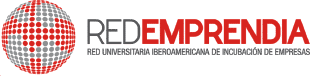 REDEMPRENDIA
RED UNIVERSITARIA IBEROAMERICANA DE INCUBACIÓN DE EMPRESAS